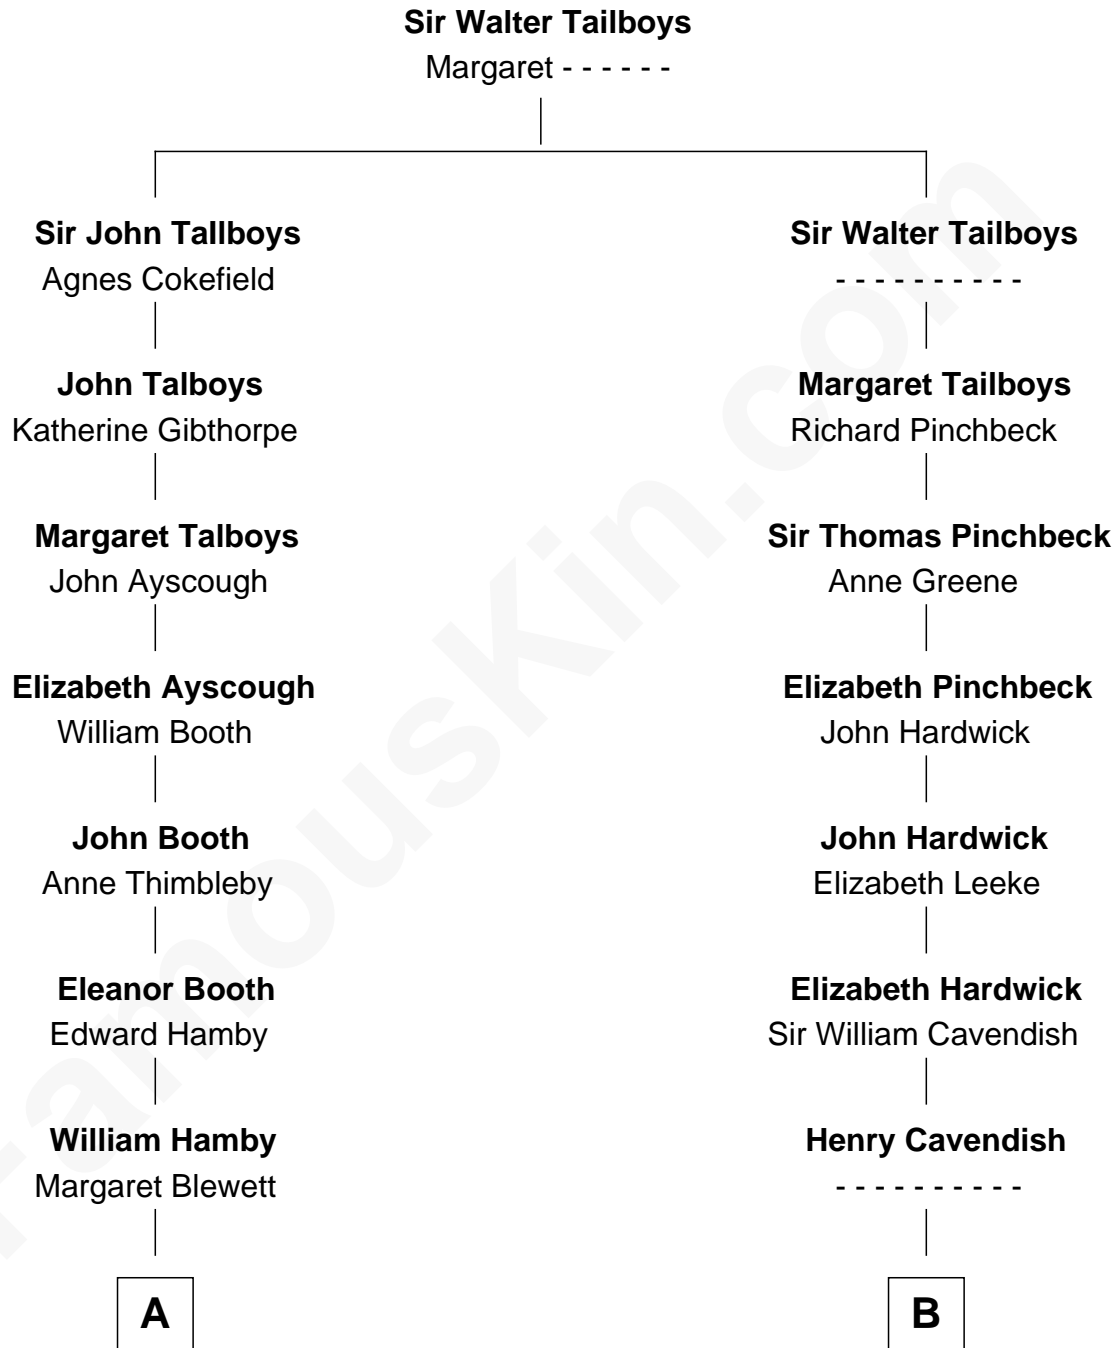 Sir Walter Tailboys
Margaret - - - - - -
Sir John Tallboys
Agnes Cokefield
John Talboys
Katherine Gibthorpe
Margaret Talboys
John Ayscough
Elizabeth Ayscough
William Booth
John Booth
Anne Thimbleby
Eleanor Booth
Edward Hamby
William Hamby
Margaret Blewett
A
Sir Walter Tailboys
- - - - - - - - - -
Margaret Tailboys
Richard Pinchbeck
Sir Thomas Pinchbeck
Anne Greene
Elizabeth Pinchbeck
John Hardwick
John Hardwick
Elizabeth Leeke
Elizabeth Hardwick
Sir William Cavendish
Henry Cavendish
- - - - - - - - - -
B
FamousKin.com